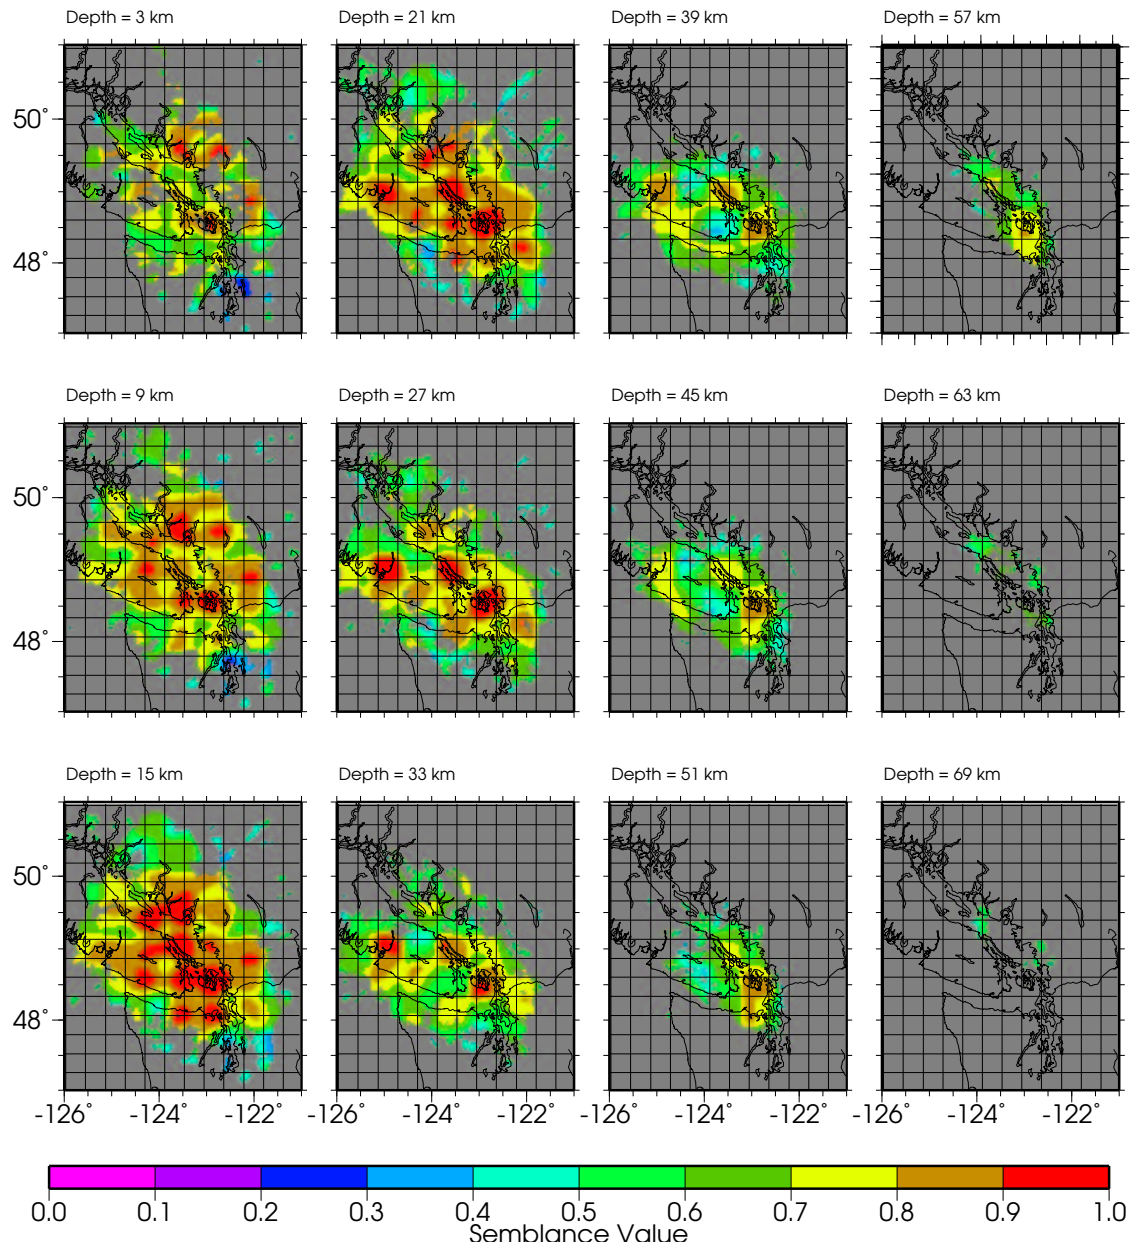 Depth = 3 km
Depth = 21 km
Depth = 39 km
Depth = 57 km
50°
48°
Depth = 9 km
Depth = 27 km
Depth = 45 km
Depth = 63 km
50°
48°
Depth = 15 km
Depth = 33 km
Depth = 51 km
Depth = 69 km
50°
48°
-126° -124° -122° -126° -124° -122° -126° -124° -122° -126° -124° -122°
0.0 0.1 0.2 0.3 0.4 0.5 0.6 0.7 0.8 0.9 1.0
Semblance Value